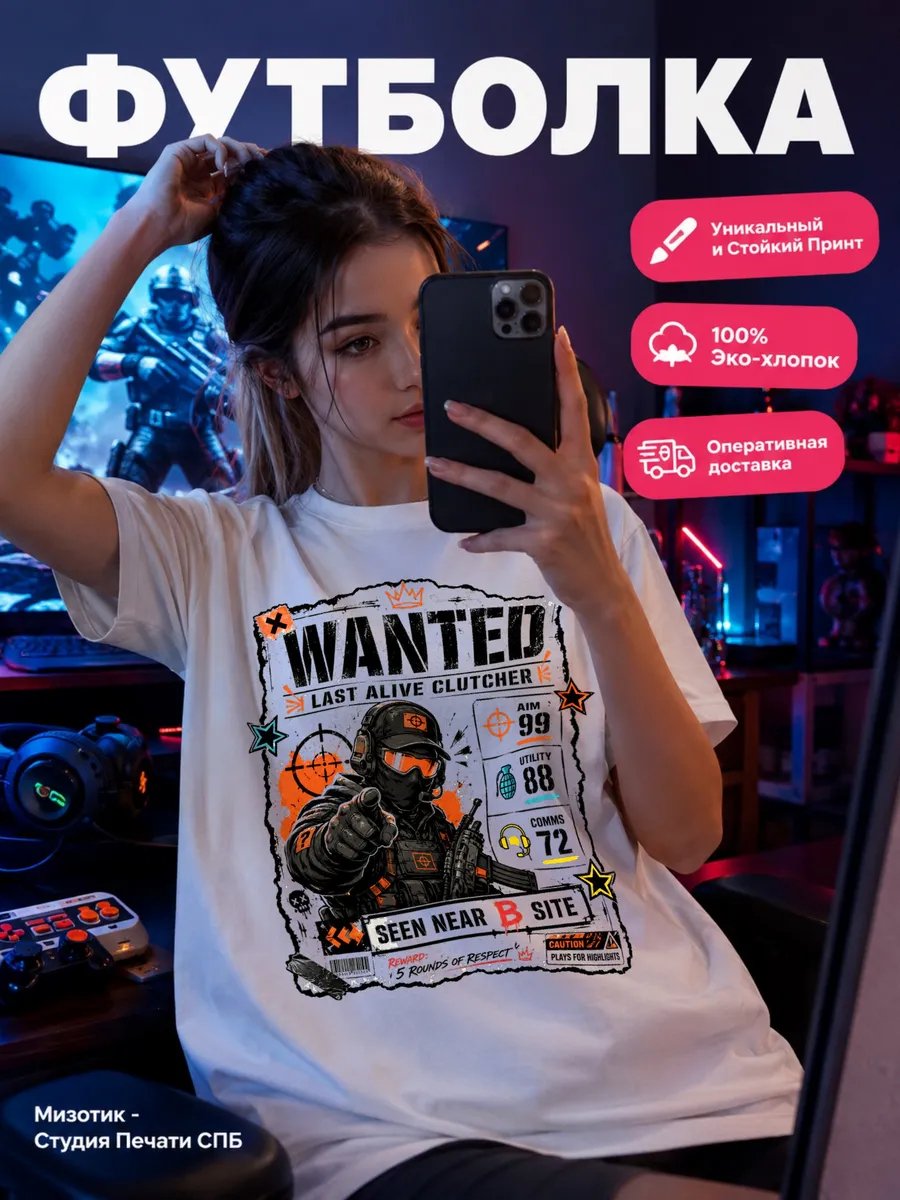 ФУТБОЛКА
Уникальный
и Стойкий Принт
100%
Эко-хлопок
Оперативная
доставка
WANTED
LAST ALIVE CLUTCHER
AIM
99
UTILITY
88
COMMS
72
SEEN NEAR B SITE
REWARD:
5 ROUNDS OF RESPECT
CAUTION
PLAYS FOR HIGHLIGHTS
Мизотик -
Студия Печати СПБ